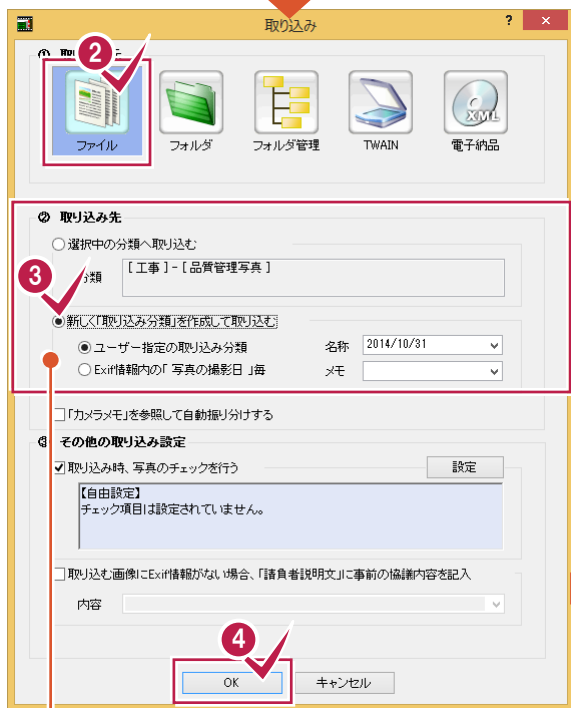 取り込み
? ×
2
ファイル フォルダ フォルダ管理 TWAIN 電子納品
XML
② 取り込み先
選択中の分類へ取り込む
3
[ 工事 ] - [ 品質管理写真 ]
新しく「取り込み分類」を作成して取り込む
ユーザー指定の取り込み分類 名称 2014/10/31
Exif情報内の「 写真の撮影日 」毎 メモ
「カメラメモ」を参照して自動振り分けする
③ その他の取り込み設定
取り込み時、写真のチェックを行う 設定
【自由設定】
チェック項目は設定されていません。
取り込む画像にExif情報がない場合、「請負者説明文」に事前の協議内容を記入
内容
4
OK キャンセル